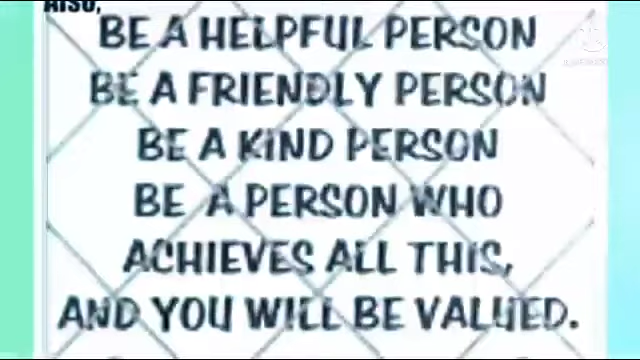 ALSO,
BE A HELPFUL PERSON
BE A FRIENDLY PERSON
BE A KIND PERSON
BE A PERSON WHO
ACHIEVES ALL THIS,
AND YOU WILL BE VALUED.